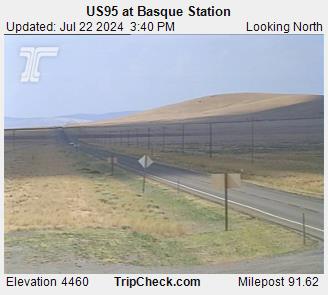 US95 at Basque Station
Updated: Jul 22 2024 3:40 PM Looking North
Elevation 4460 TripCheck.com Milepost 91.62